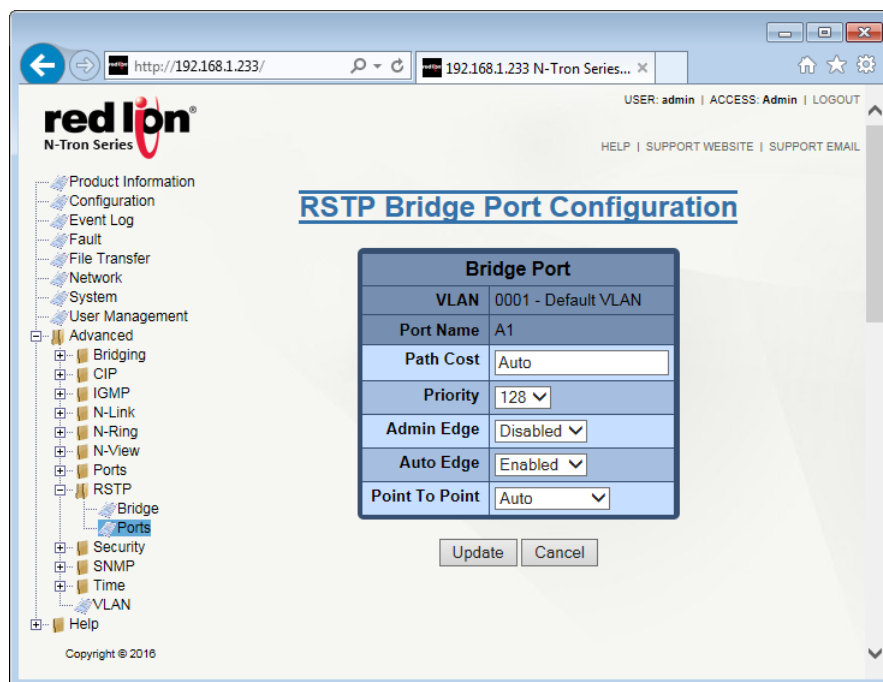 http://192.168.1.233/
192.168.1.233 N-Tron Series...
USER: admin | ACCESS: Admin | LOGOUT
red lion®
N-Tron Series
HELP | SUPPORT WEBSITE | SUPPORT EMAIL
Product Information
Configuration
Event Log
Fault
File Transfer
Network
System
User Management
Advanced
Bridging
CIP
IGMP
N-Link
N-Ring
N-View
Ports
RSTP
Bridge
Ports
Security
SNMP
Time
VLAN
Help
Copyright © 2016
RSTP Bridge Port Configuration
Bridge Port
VLAN 0001 - Default VLAN
Port Name A1
Path Cost Auto
Priority 128
Admin Edge Disabled
Auto Edge Enabled
Point To Point Auto
Update Cancel